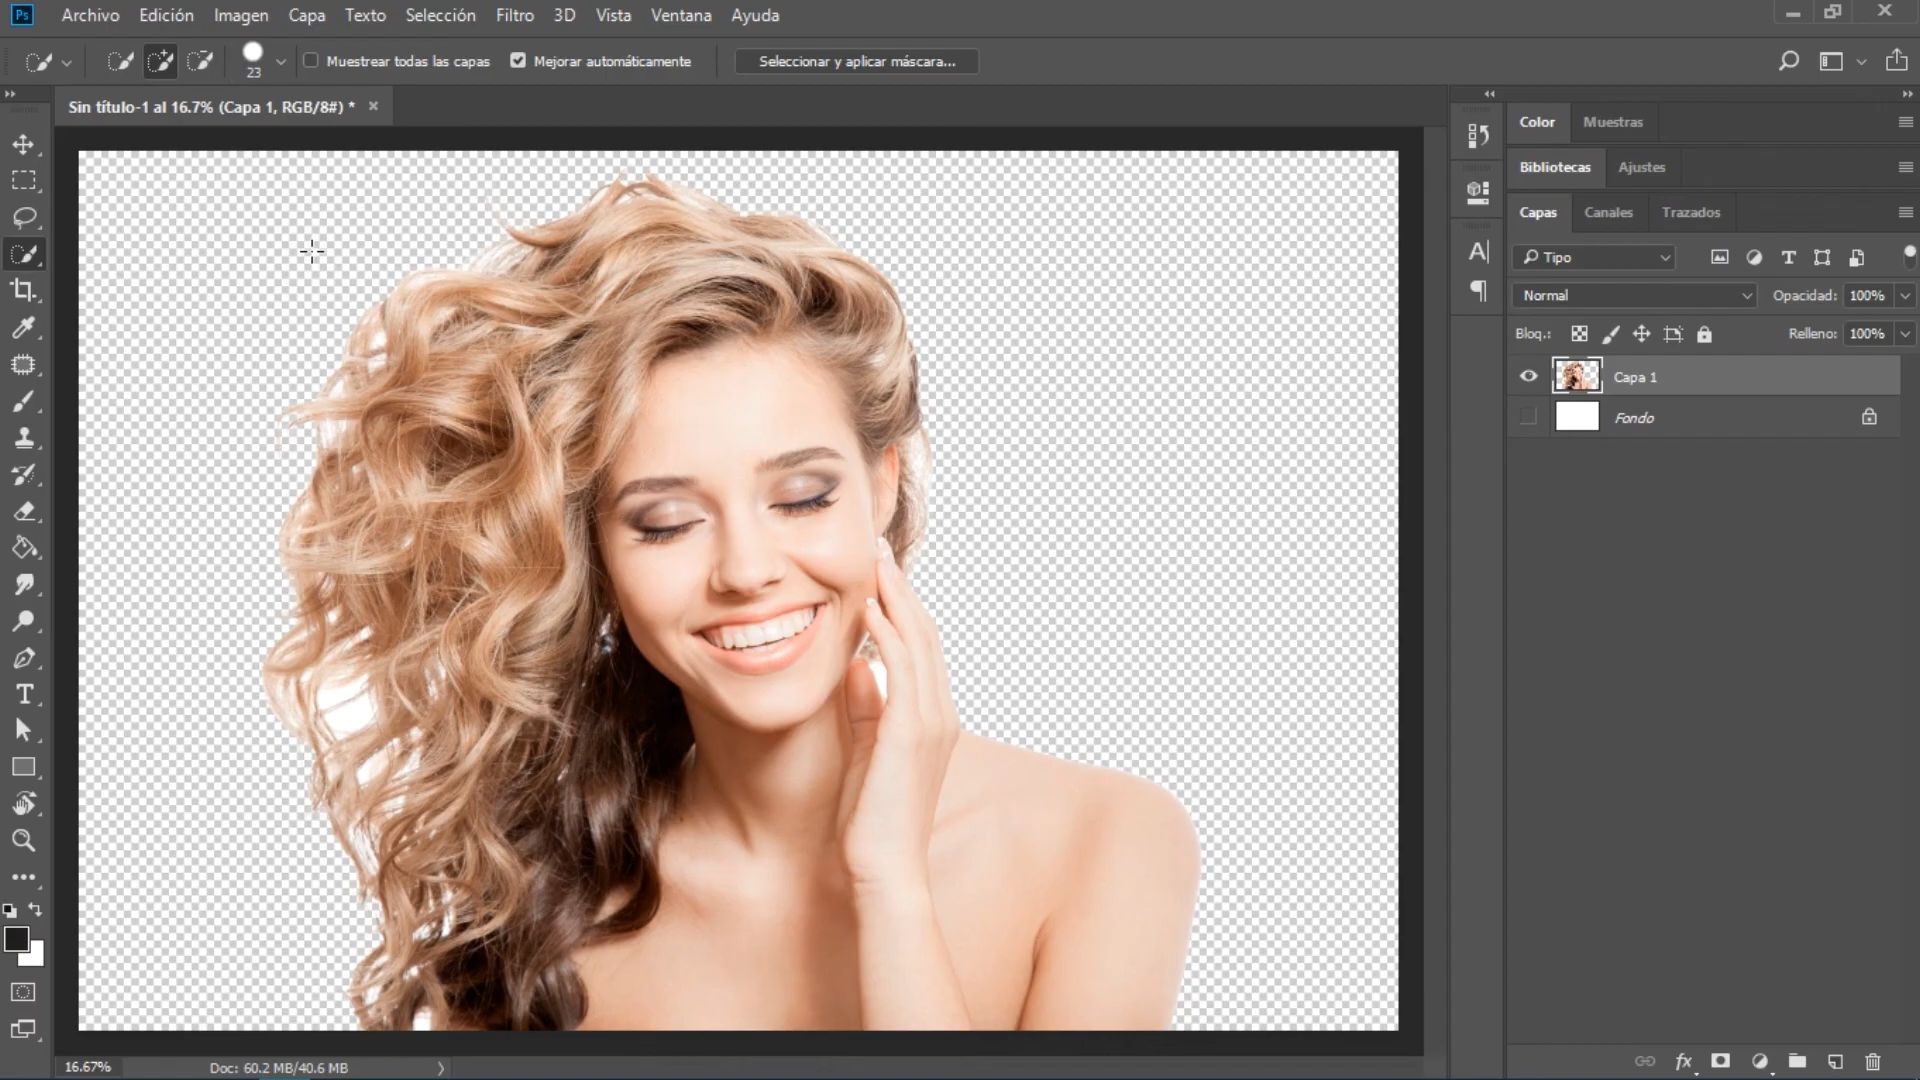 Ps Archivo Edición Imagen Capa Texto Selección Filtro 3D Vista Ventana Ayuda
23 Muestrear todas las capas Mejorar automáticamente Seleccionar y aplicar máscara...
Sin título-1 al 16.7% (Capa 1, RGB/8#) * ×
Color Muestras
Bibliotecas Ajustes
Capas Canales Trazados
Tipo
Normal Opacidad: 100%
Bloq.: Relleno: 100%
Capa 1
Fondo
16.67% Doc: 60.2 MB/40.6 MB
fx